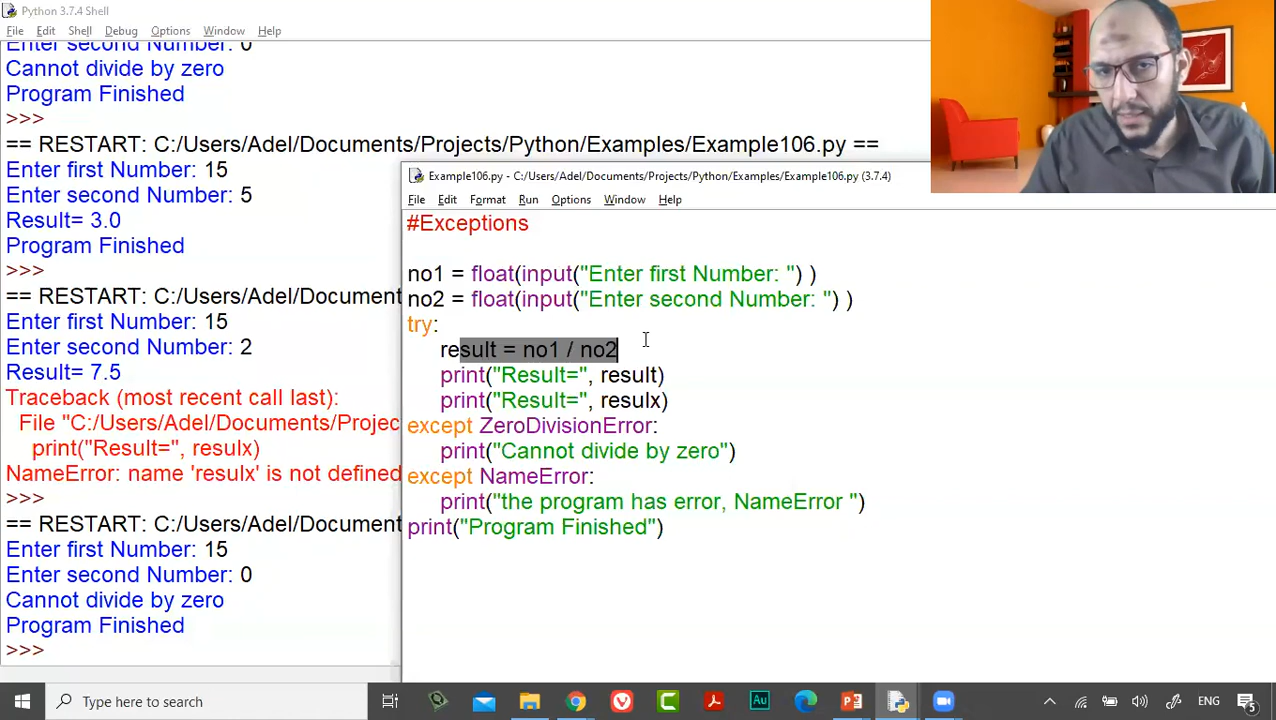 Python 3.7.4 Shell
File Edit Shell Debug Options Window Help
Enter second Number: 0
Cannot divide by zero
Program Finished
>>>
== RESTART: C:/Users/Adel/Documents/Projects/Python/Examples/Example106.py ==
Enter first Number: 15
Enter second Number: 5
Result= 3.0
Program Finished
>>>
== RESTART: C:/Users/Adel/Document
Enter first Number: 15
Enter second Number: 2
Result= 7.5
Traceback (most recent call last):
File "C:/Users/Adel/Documents/Projec
print("Result=", resulx)
NameError: name 'resulx' is not defined
>>>
== RESTART: C:/Users/Adel/Document
Enter first Number: 15
Enter second Number: 0
Cannot divide by zero
Program Finished
>>>
Example106.py - C:/Users/Adel/Documents/Projects/Python/Examples/Example106.py (3.7.4)
File Edit Format Run Options Window Help
#Exceptions
no1 = float(input("Enter first Number: ") )
no2 = float(input("Enter second Number: ") )
try:
result = no1 / no2
print("Result=", result)
print("Result=", resulx)
except ZeroDivisionError:
print("Cannot divide by zero")
except NameError:
print("the program has error, NameError ")
print("Program Finished")
Type here to search
Au
ENG
5